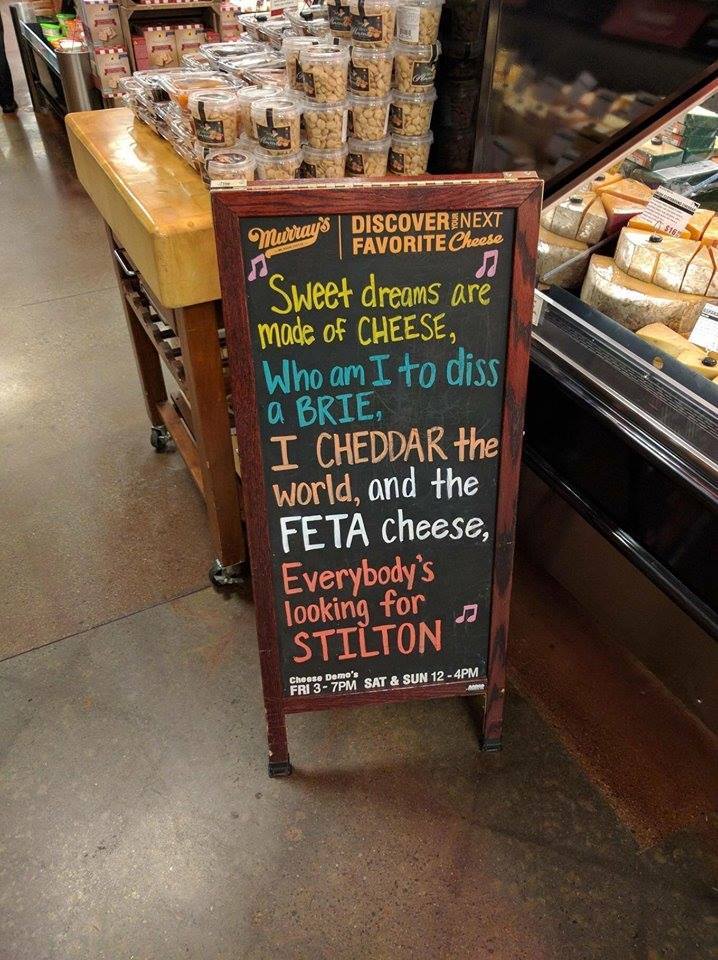 Murray's
DISCOVER YOUR NEXT
FAVORITE Cheese
Sweet dreams are
made of CHEESE,
Who am I to diss
a BRIE,
I CHEDDAR the
world, and the
FETA cheese,
Everybody's
looking for
STILTON
Cheese Demo's
FRI 3-7PM SAT & SUN 12-4PM